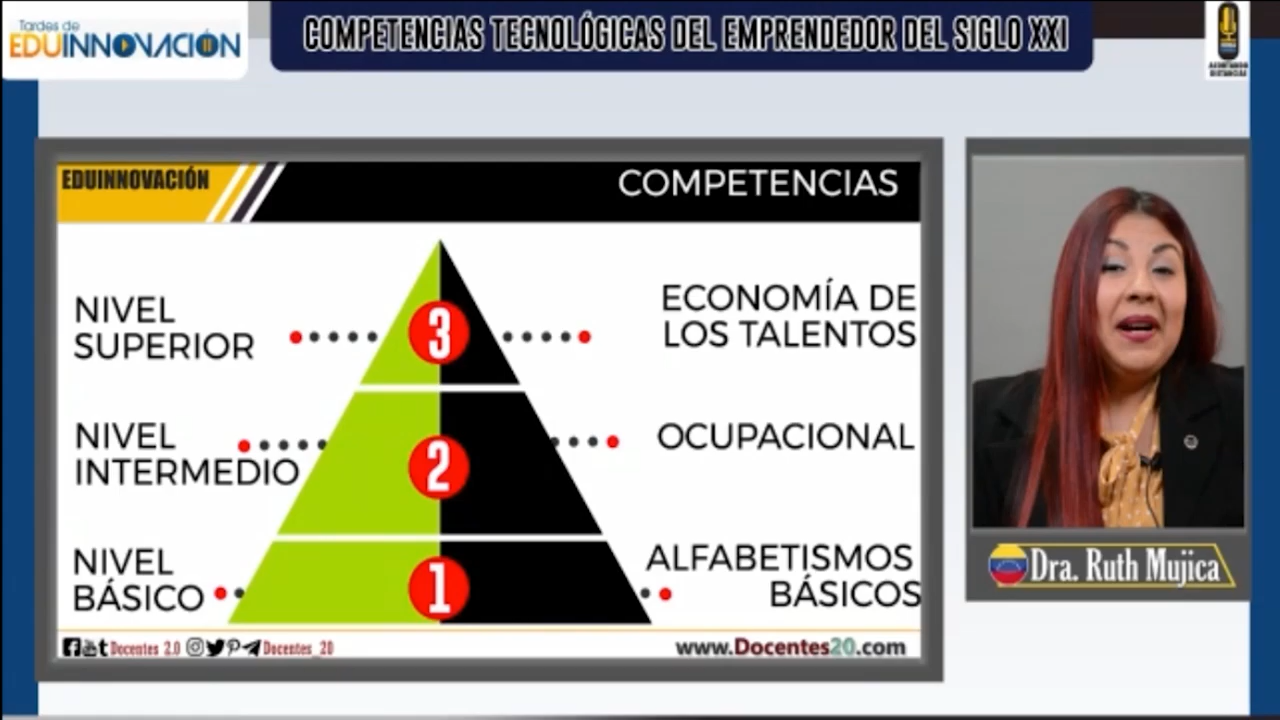 Tardes de
EDUINNOVACIÓN
COMPETENCIAS TECNOLÓGICAS DEL EMPRENDEDOR DEL SIGLO XXI
ACORTANDO
DISTANCIAS
EDUINNOVACIÓN
COMPETENCIAS
NIVEL
SUPERIOR
3
ECONOMÍA DE
LOS TALENTOS
NIVEL
INTERMEDIO
2
OCUPACIONAL
NIVEL
BÁSICO
1
ALFABETISMOS
BÁSICOS
Docentes 2.0
Docentes_20
www.Docentes20.com
Dra. Ruth Mujica